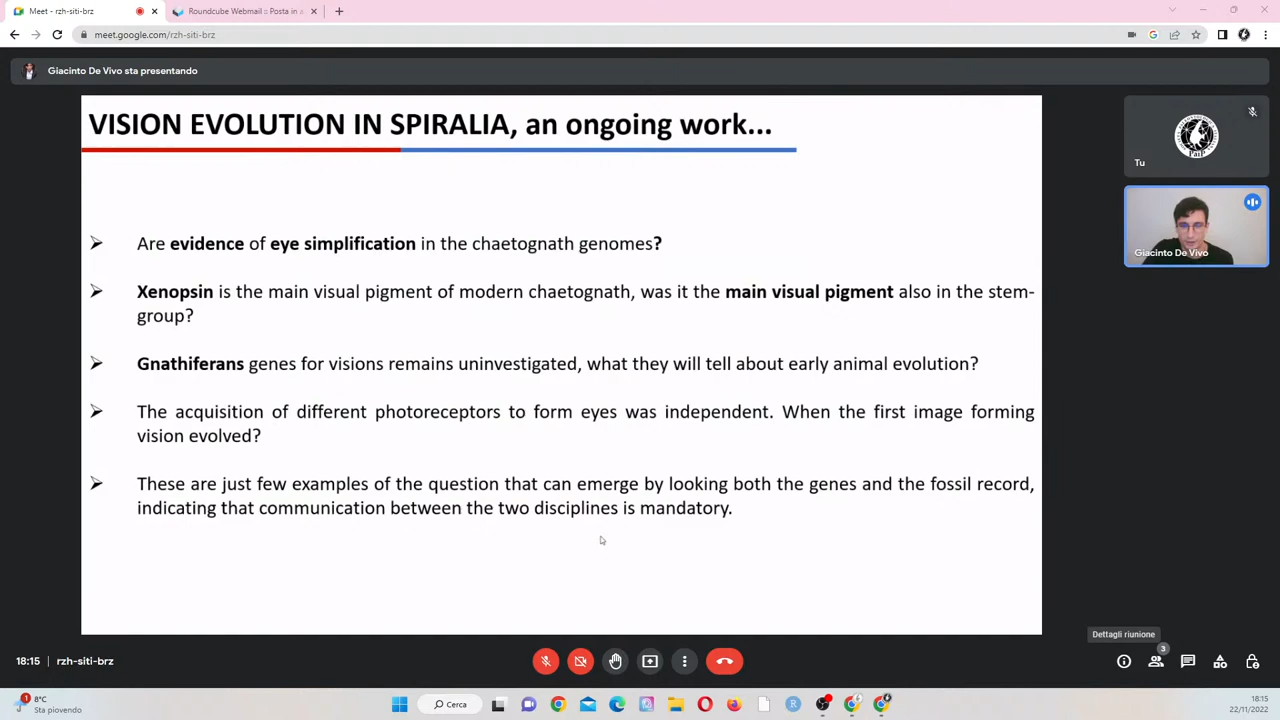 Meet - rzh-siti-brz
Roundcube Webmail :: Posta in a
meet.google.com/rzh-siti-brz
Giacinto De Vivo sta presentando
VISION EVOLUTION IN SPIRALIA, an ongoing work...
Are evidence of eye simplification in the chaetognath genomes?
Xenopsin is the main visual pigment of modern chaetognath, was it the main visual pigment also in the stem-
group?
Gnathiferans genes for visions remains uninvestigated, what they will tell about early animal evolution?
The acquisition of different photoreceptors to form eyes was independent. When the first image forming
vision evolved?
These are just few examples of the question that can emerge by looking both the genes and the fossil record,
indicating that communication between the two disciplines is mandatory.
Tu
Giacinto De Vivo
Dettagli riunione
18:15 | rzh-siti-brz
3
1
8°C
Sta piovendo
Cerca
18:15
22/11/2022